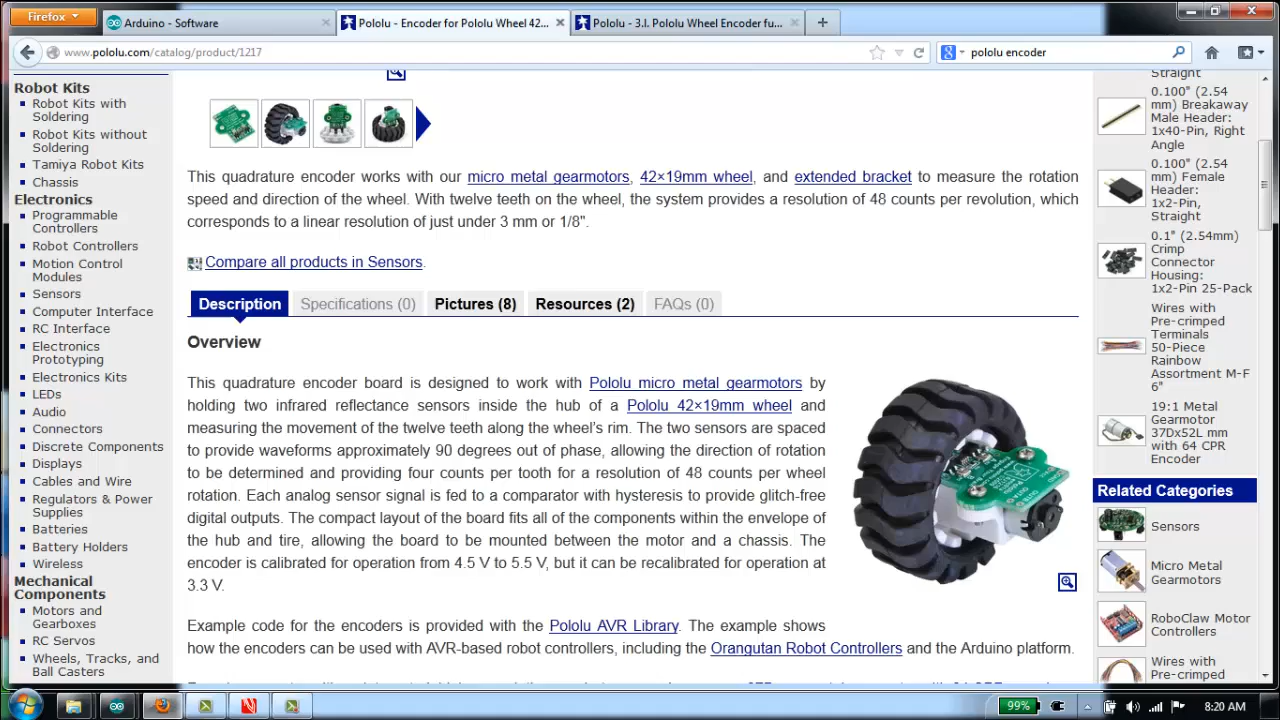 Firefox
Arduino - Software
Pololu - Encoder for Pololu Wheel 42...
Pololu - 3.I. Pololu Wheel Encoder fu...
www.pololu.com/catalog/product/1217
pololu encoder
Robot Kits
Robot Kits with
Soldering
Robot Kits without
Soldering
Tamiya Robot Kits
Chassis
Electronics
Programmable
Controllers
Robot Controllers
Motion Control
Modules
Sensors
Computer Interface
RC Interface
Electronics
Prototyping
Electronics Kits
LEDs
Audio
Connectors
Discrete Components
Displays
Cables and Wire
Regulators & Power
Supplies
Batteries
Battery Holders
Wireless
Mechanical
Components
Motors and
Gearboxes
RC Servos
Wheels, Tracks, and
Ball Casters
This quadrature encoder works with our micro metal gearmotors, 42×19mm wheel, and extended bracket to measure the rotation
speed and direction of the wheel. With twelve teeth on the wheel, the system provides a resolution of 48 counts per revolution, which
corresponds to a linear resolution of just under 3 mm or 1/8".
Compare all products in Sensors.
Description Specifications (0) Pictures (8) Resources (2) FAQs (0)
Overview
This quadrature encoder board is designed to work with Pololu micro metal gearmotors by
holding two infrared reflectance sensors inside the hub of a Pololu 42×19mm wheel and
measuring the movement of the twelve teeth along the wheel's rim. The two sensors are spaced
to provide waveforms approximately 90 degrees out of phase, allowing the direction of rotation
to be determined and providing four counts per tooth for a resolution of 48 counts per wheel
rotation. Each analog sensor signal is fed to a comparator with hysteresis to provide glitch-free
digital outputs. The compact layout of the board fits all of the components within the envelope of
the hub and tire, allowing the board to be mounted between the motor and a chassis. The
encoder is calibrated for operation from 4.5 V to 5.5 V, but it can be recalibrated for operation at
3.3 V.
Example code for the encoders is provided with the Pololu AVR Library. The example shows
how the encoders can be used with AVR-based robot controllers, including the Orangutan Robot Controllers and the Arduino platform.
Straight
0.100" (2.54
mm) Breakaway
Male Header:
1x40-Pin, Right
Angle
0.100" (2.54
mm) Female
Header:
1x2-Pin,
Straight
0.1" (2.54mm)
Crimp
Connector
Housing:
1x2-Pin 25-Pack
Wires with
Pre-crimped
Terminals
50-Piece
Rainbow
Assortment M-F
6"
19:1 Metal
Gearmotor
37Dx52L mm
with 64 CPR
Encoder
Related Categories
Sensors
Micro Metal
Gearmotors
RoboClaw Motor
Controllers
Wires with
Pre-crimped
99%
8:20 AM